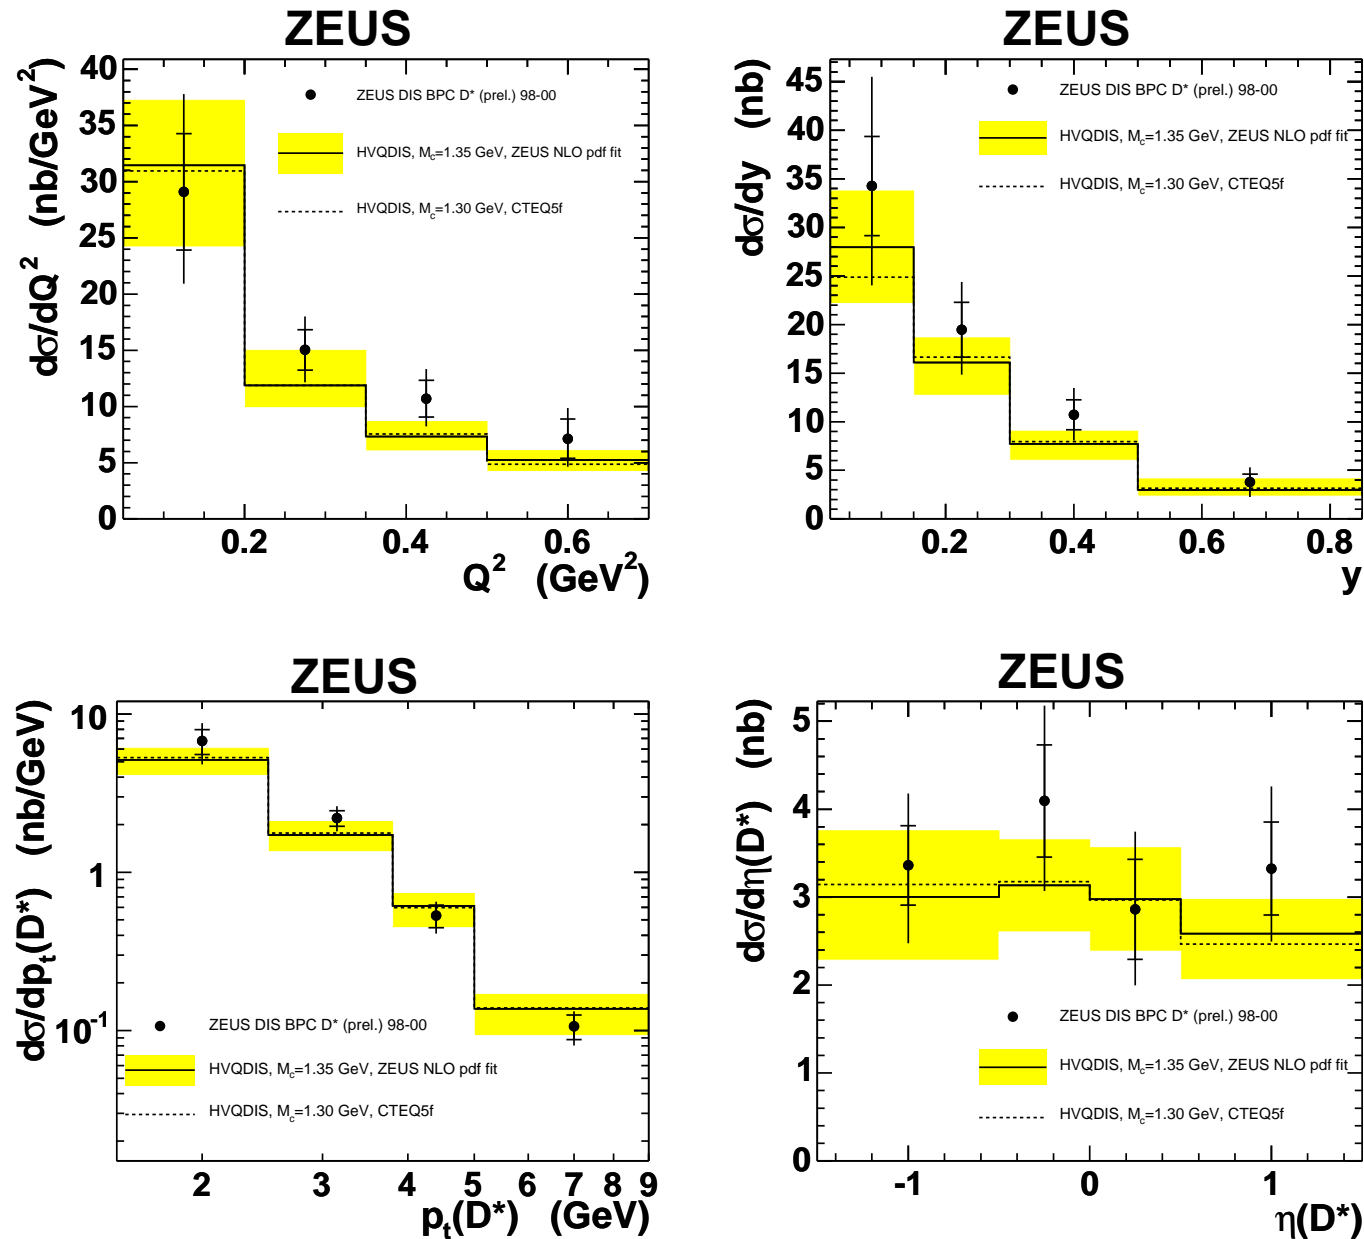 ZEUS
dσ/dQ² (nb/GeV²)
40
35
30
25
20
15
10
5
0
ZEUS DIS BPC D* (prel.) 98-00
HVQDIS, M_c=1.35 GeV, ZEUS NLO pdf fit
HVQDIS, M_c=1.30 GeV, CTEQ5f
0.2 0.4 0.6
Q² (GeV²)
ZEUS
dσ/dy (nb)
45
40
35
30
25
20
15
10
5
0
ZEUS DIS BPC D* (prel.) 98-00
HVQDIS, M_c=1.35 GeV, ZEUS NLO pdf fit
HVQDIS, M_c=1.30 GeV, CTEQ5f
0.2 0.4 0.6 0.8
y
ZEUS
dσ/dp_t(D*) (nb/GeV)
10
1
10⁻¹
ZEUS DIS BPC D* (prel.) 98-00
HVQDIS, M_c=1.35 GeV, ZEUS NLO pdf fit
HVQDIS, M_c=1.30 GeV, CTEQ5f
2 3 4 5 6 7 8 9
p_t(D*) (GeV)
ZEUS
dσ/dη(D*) (nb)
5
4
3
2
1
0
ZEUS DIS BPC D* (prel.) 98-00
HVQDIS, M_c=1.35 GeV, ZEUS NLO pdf fit
HVQDIS, M_c=1.30 GeV, CTEQ5f
-1 0 1
η(D*)